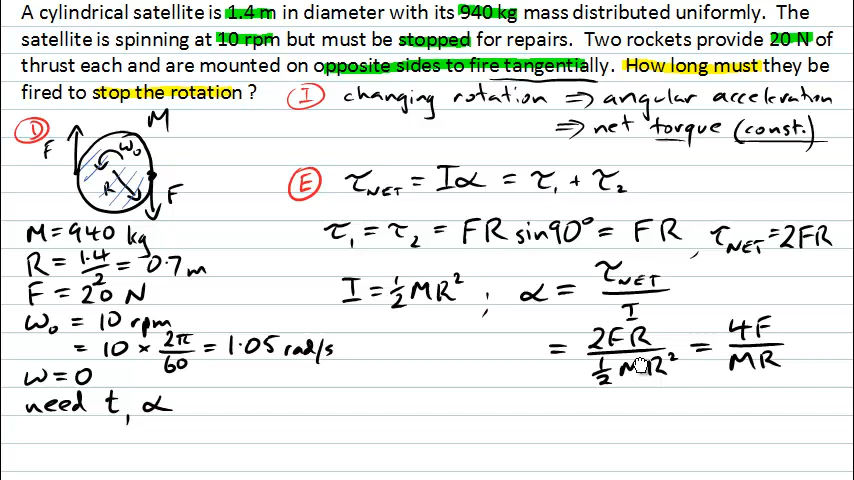 A cylindrical satellite is 1.4 m in diameter with its 940 kg mass distributed uniformly. The
satellite is spinning at 10 rpm but must be stopped for repairs. Two rockets provide 20 N of
thrust each and are mounted on opposite sides to fire tangentially. How long must they be
fired to stop the rotation ?
I changing rotation ⇒ angular acceleration
⇒ net torque (const.)
D
M
F
ω₀
R
F
M = 940 kg
R = 1.4/2 = 0.7 m
F = 20 N
ω₀ = 10 rpm
= 10 × 2π/60 = 1.05 rad/s
ω = 0
need t, α
E τ_NET = Iα = τ₁ + τ₂
τ₁ = τ₂ = FR sin90° = FR , τ_NET = 2FR
I = ½MR² ; α = τ_NET/I
= 2FR/½MR² = 4F/MR